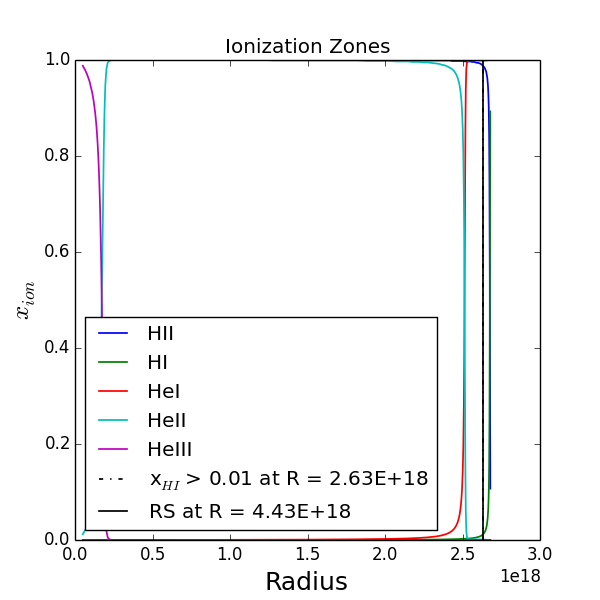 Ionization Zones
1.0
0.8
0.6
0.4
0.2
0.0
x_ion
HII
HI
HeI
HeII
HeIII
x_HI > 0.01 at R = 2.63E+18
RS at R = 4.43E+18
0.0 0.5 1.0 1.5 2.0 2.5 3.0
1e18
Radius